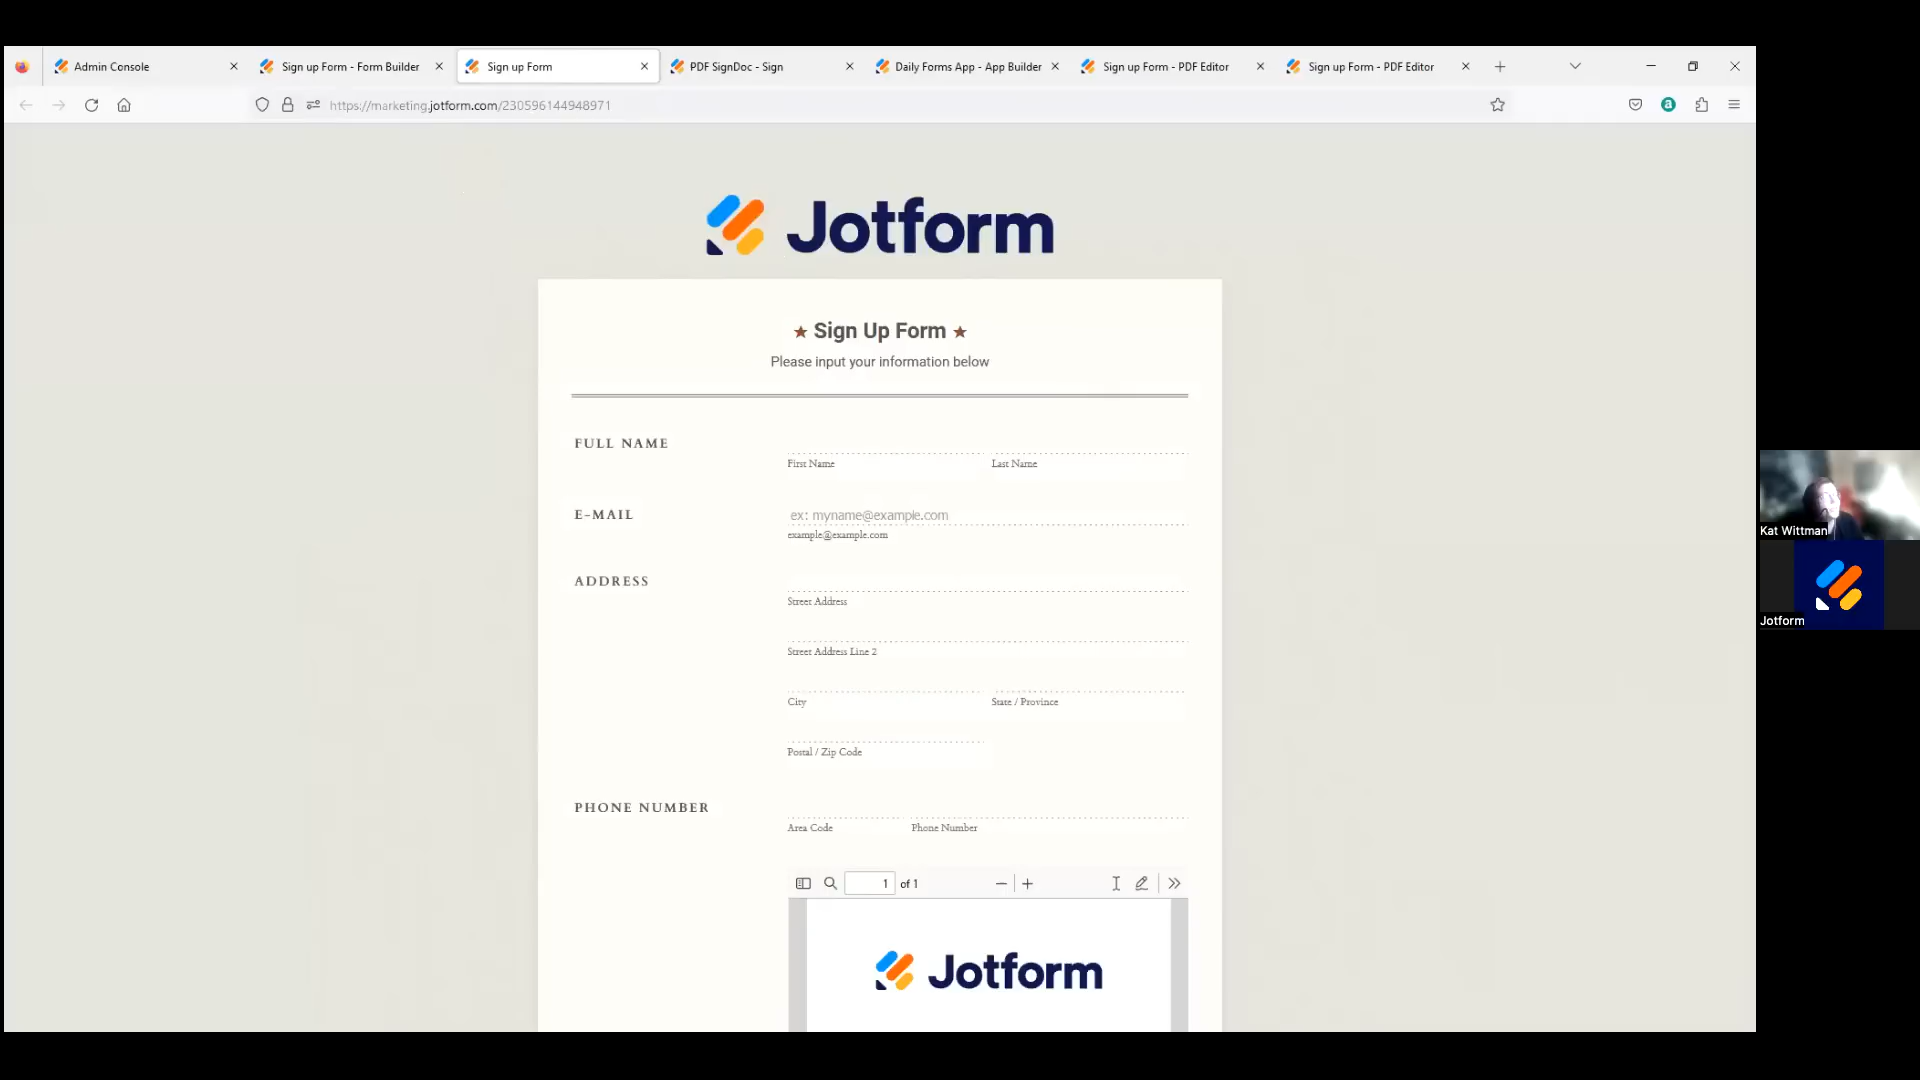 Admin Console
Sign up Form - Form Builder
Sign up Form
PDF SignDoc - Sign
Daily Forms App - App Builder
Sign up Form - PDF Editor
Sign up Form - PDF Editor
https://marketing.jotform.com/230596144948971
a
Jotform
★ Sign Up Form ★
Please input your information below
FULL NAME
First Name
Last Name
E-MAIL
ex: myname@example.com
example@example.com
ADDRESS
Street Address
Street Address Line 2
City
State / Province
Postal / Zip Code
PHONE NUMBER
Area Code
Phone Number
1 of 1
Jotform
Kat Wittman
Jotform